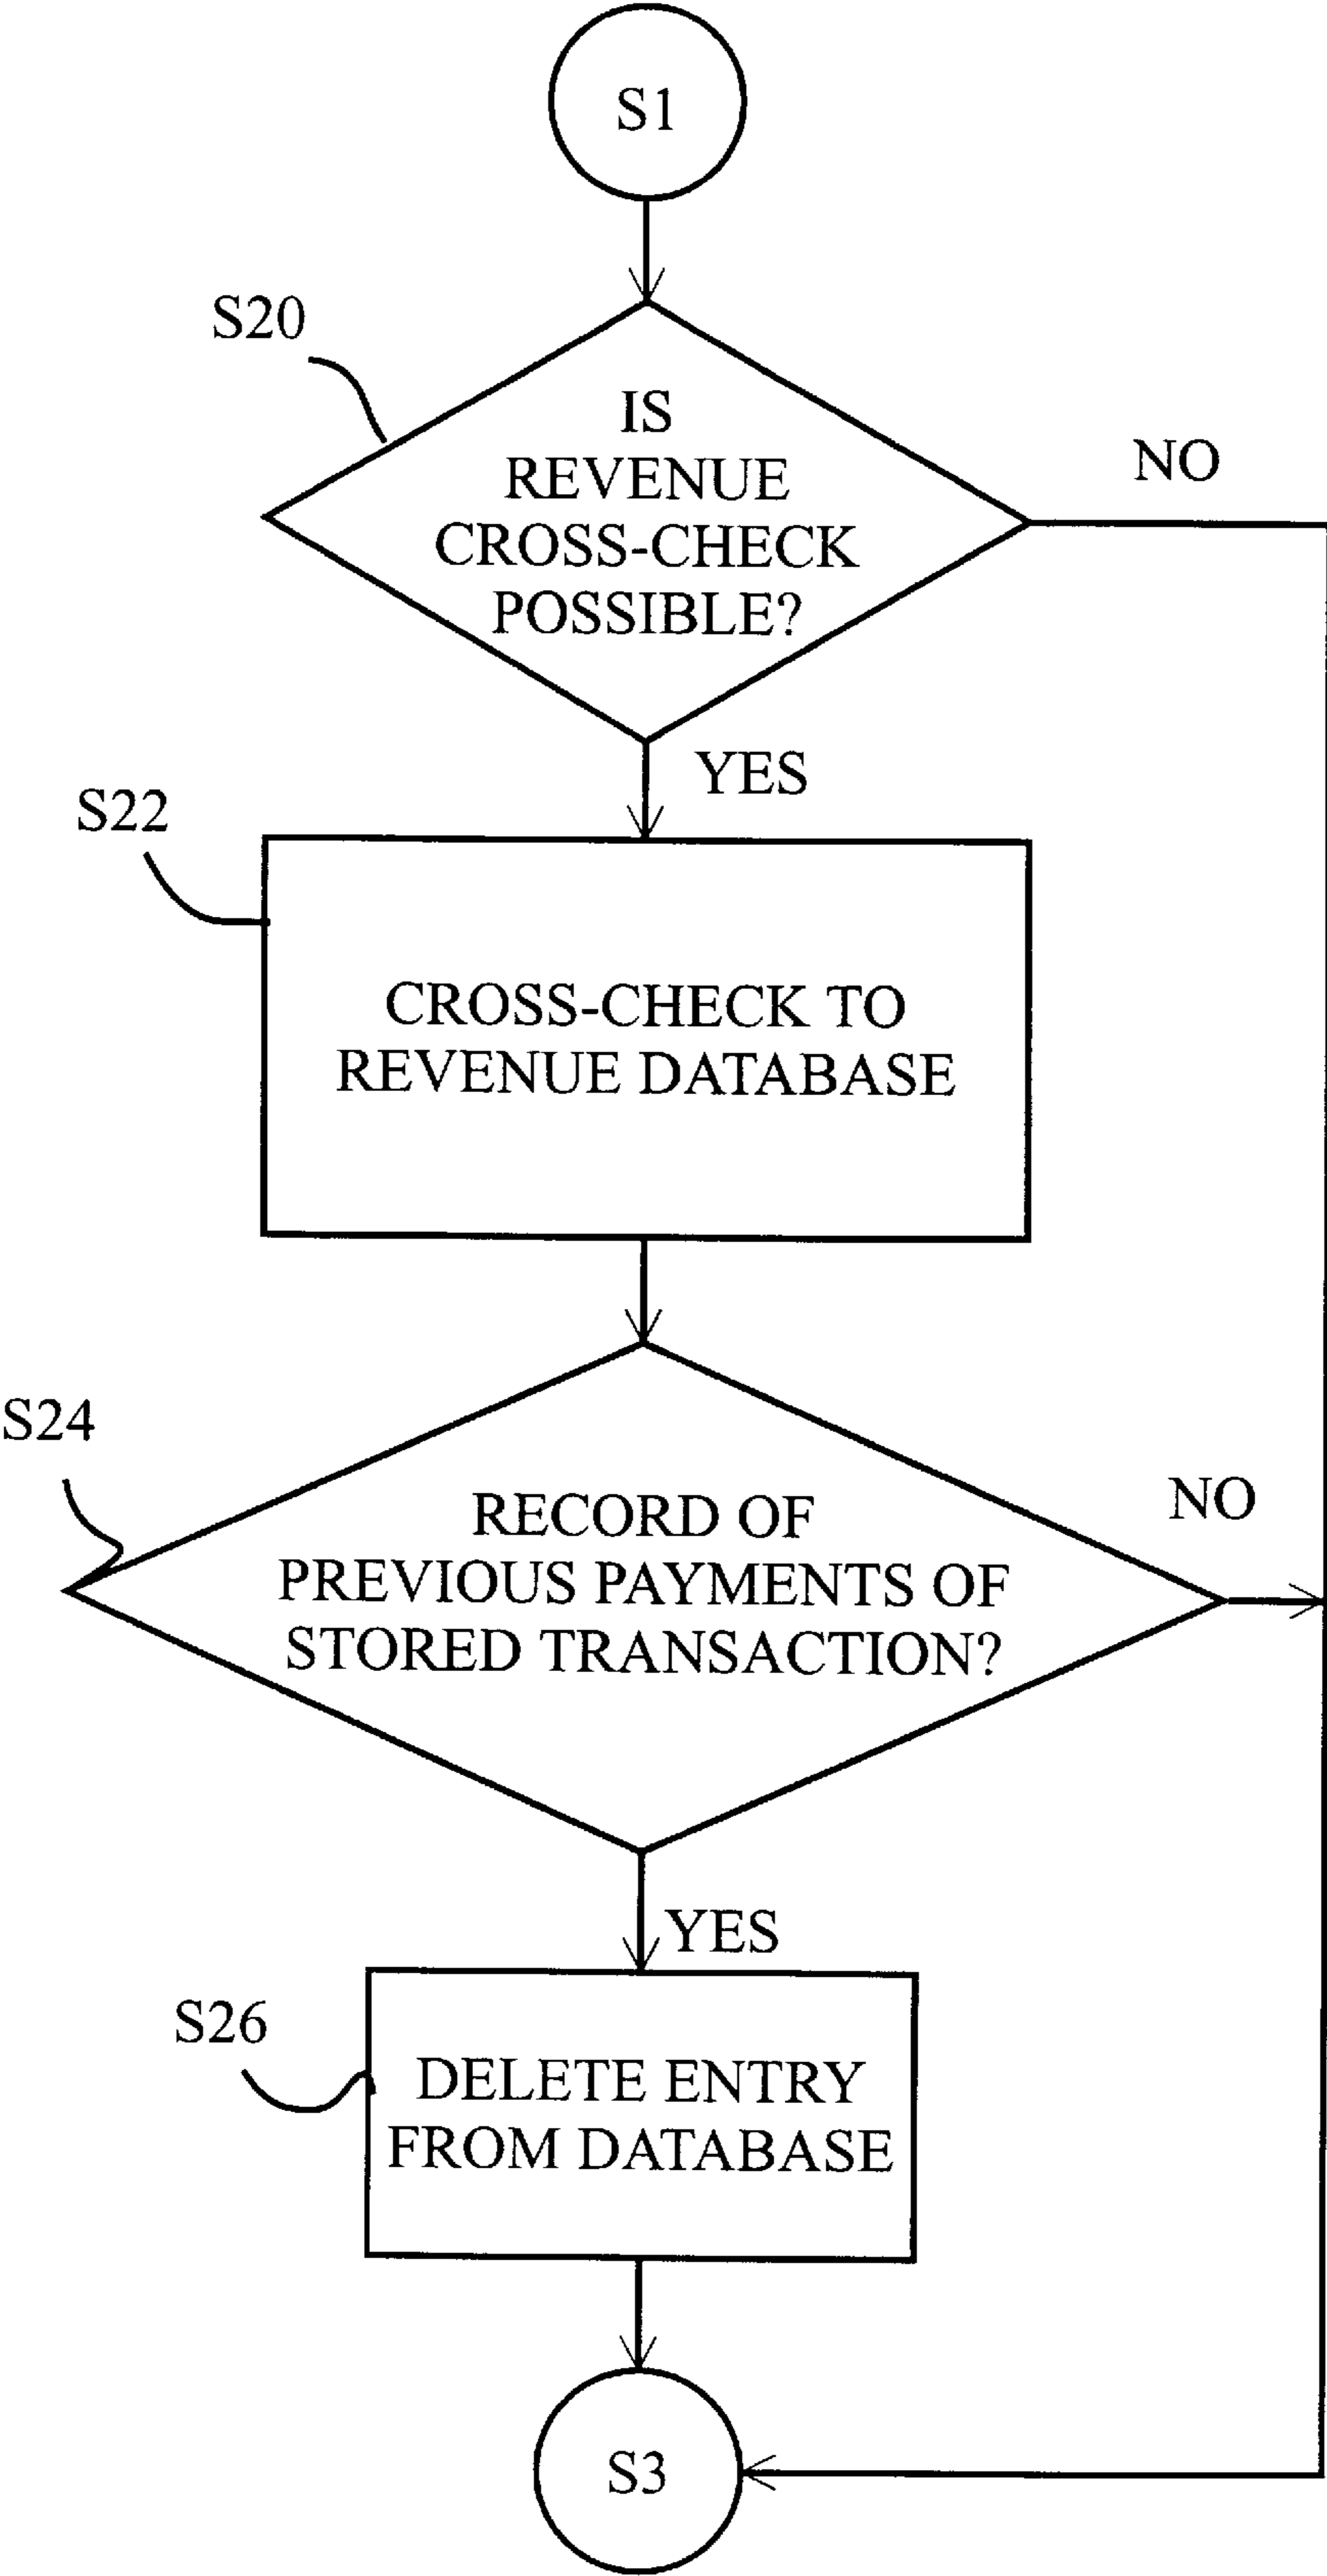 S1
S20
IS
REVENUE
CROSS-CHECK
POSSIBLE?
NO
YES
S22
CROSS-CHECK TO
REVENUE DATABASE
S24
RECORD OF
PREVIOUS PAYMENTS OF
STORED TRANSACTION?
NO
YES
S26
DELETE ENTRY
FROM DATABASE
S3